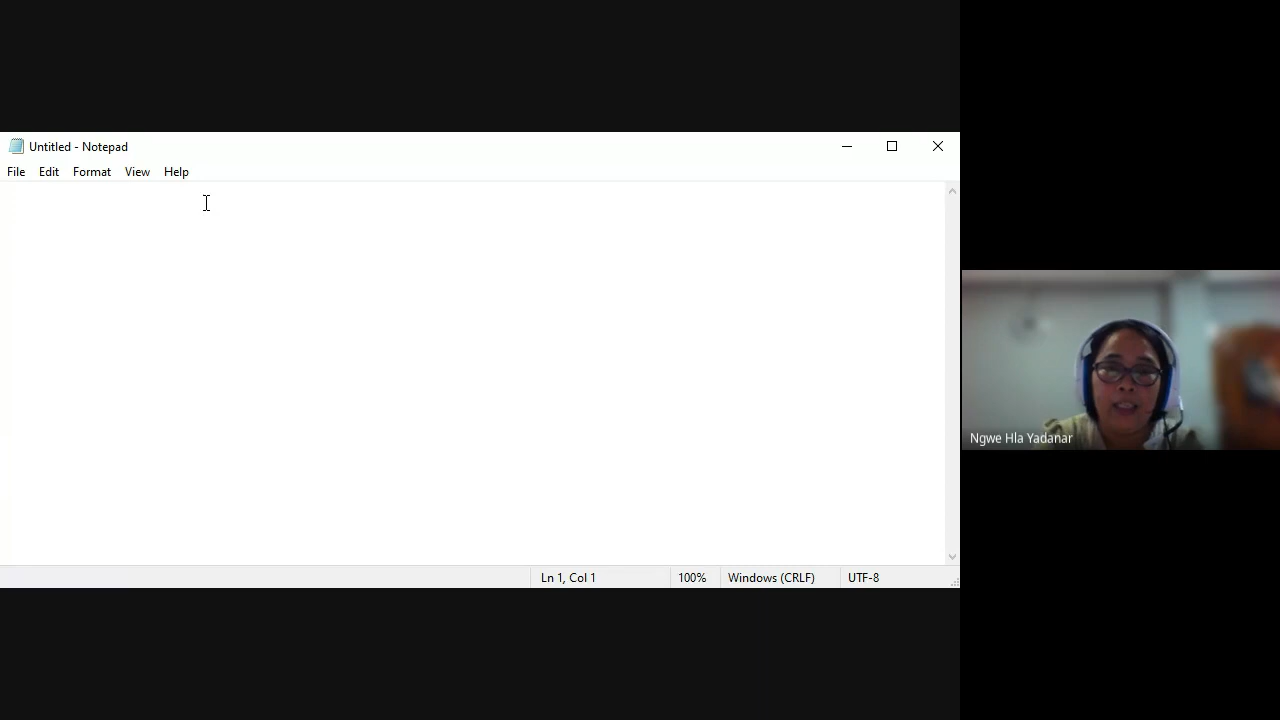 Untitled - Notepad
File Edit Format View Help
Ngwe Hla Yadanar
Ln 1, Col 1 100% Windows (CRLF) UTF-8